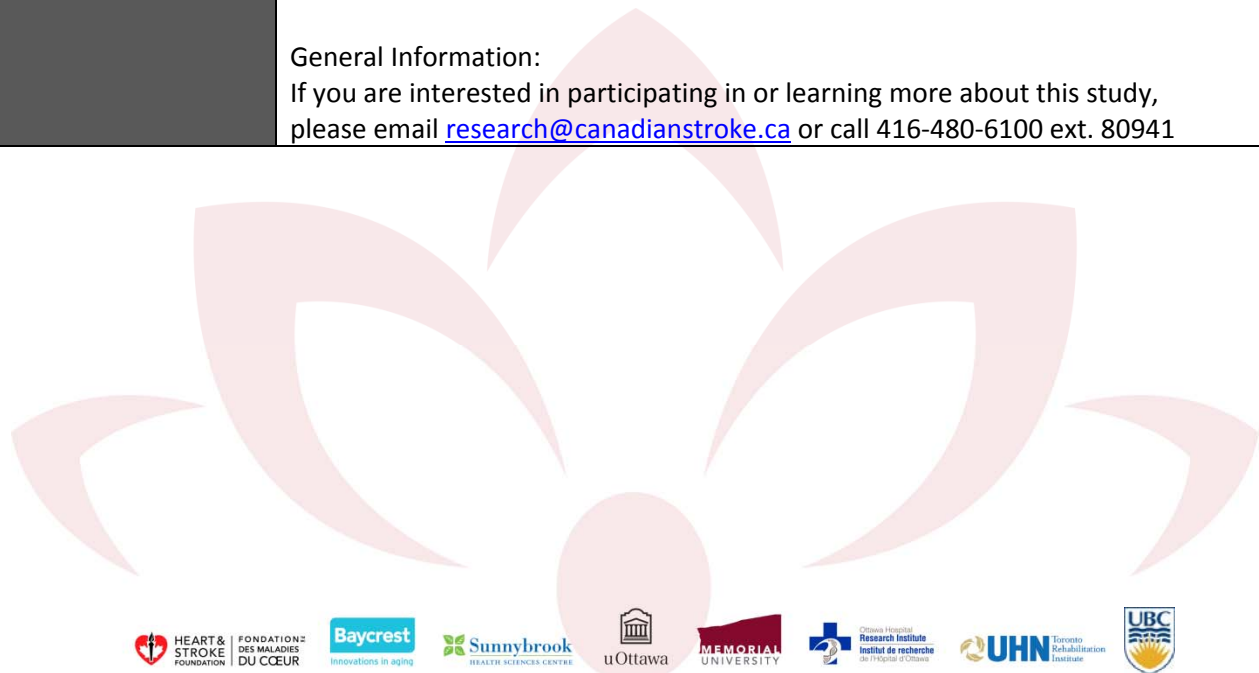 General Information:
If you are interested in participating in or learning more about this study,
please email research@canadianstroke.ca or call 416-480-6100 ext. 80941
HEART &
STROKE
FOUNDATION
FONDATION
DES MALADIES
DU CŒUR
Baycrest
Innovations in aging
Sunnybrook
HEALTH SCIENCES CENTRE
uOttawa
MEMORIAL
UNIVERSITY
Ottawa Hospital
Research Institute
Institut de recherche
de l'Hôpital d'Ottawa
UHN
Toronto
Rehabilitation
Institute
UBC